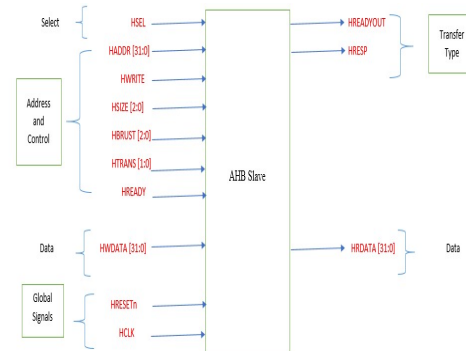 Select
HSEL
HREADYOUT
Transfer
Type
HADDR [31:0]
HRESP
HWRITE
Address
and
Control
HSIZE [2:0]
HBRUST [2:0]
HTRANS [1:0]
HREADY
AHB Slave
Data
HWDATA [31:0]
HRDATA [31:0]
Data
Global
Signals
HRESETn
HCLK